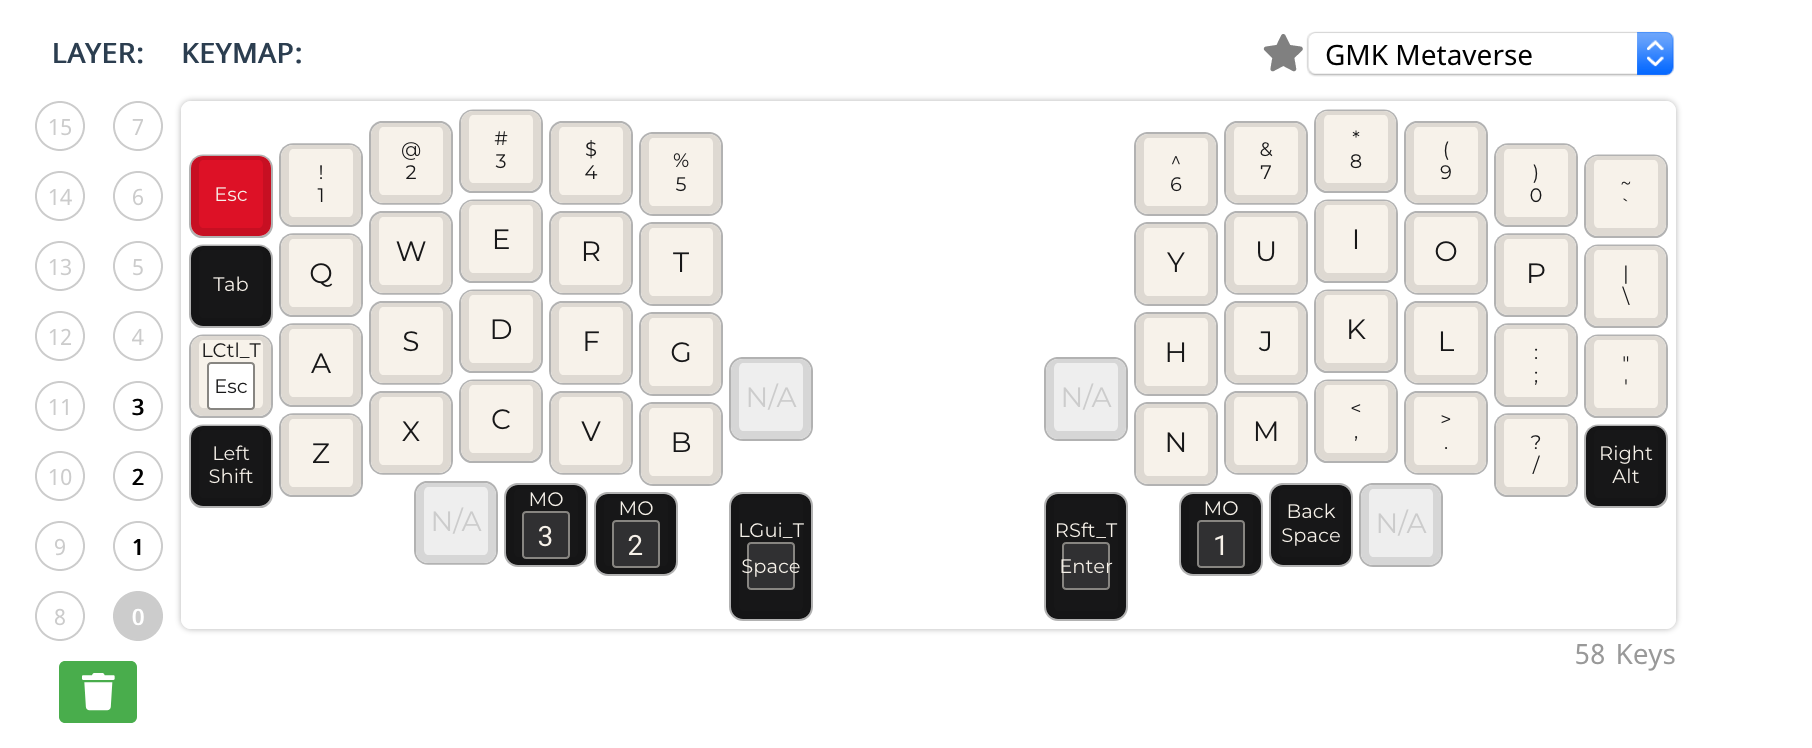 LAYER: KEYMAP: GMK Metaverse
15 7
14 6
13 5
12 4
11 3
10 2
9 1
8 0
Esc ! @ # $ % ^ & * ( ) ~
1 2 3 4 5 6 7 8 9 0 `
Tab Q W E R T Y U I O P |
\
LCtl_T A S D F G N/A N/A H J K L : "
Esc ; '
Left Z X C V B N M < > ? Right
Shift , . / Alt
N/A MO MO LGui_T RSft_T MO Back N/A
3 2 Space Enter 1 Space
58 Keys